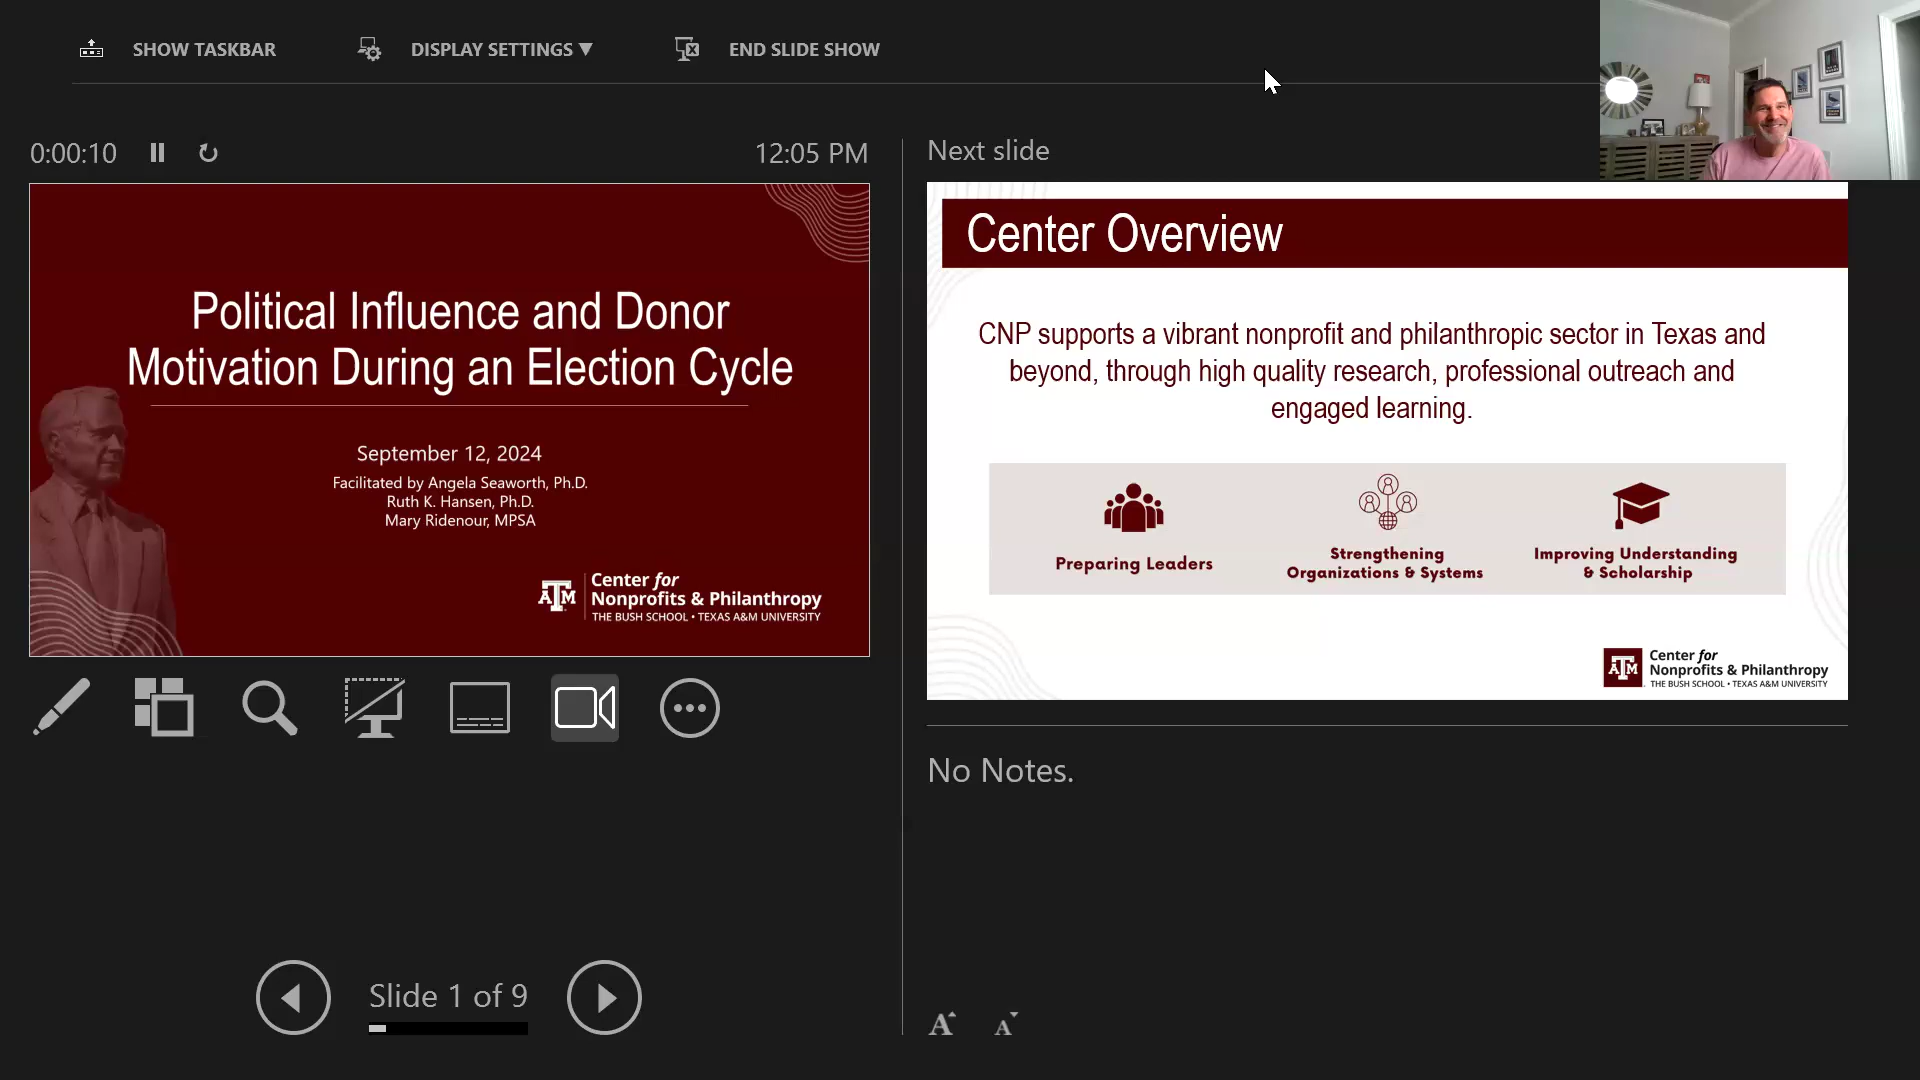 SHOW TASKBAR
DISPLAY SETTINGS ▼
END SLIDE SHOW
0:00:10
12:05 PM
Political Influence and Donor
Motivation During an Election Cycle
September 12, 2024
Facilitated by Angela Seaworth, Ph.D.
Ruth K. Hansen, Ph.D.
Mary Ridenour, MPSA
ATM
Center for
Nonprofits & Philanthropy
THE BUSH SCHOOL • TEXAS A&M UNIVERSITY
Slide 1 of 9
Next slide
Center Overview
CNP supports a vibrant nonprofit and philanthropic sector in Texas and
beyond, through high quality research, professional outreach and
engaged learning.
Preparing Leaders
Strengthening
Organizations & Systems
Improving Understanding
& Scholarship
ATM
Center for
Nonprofits & Philanthropy
THE BUSH SCHOOL • TEXAS A&M UNIVERSITY
No Notes.
A A